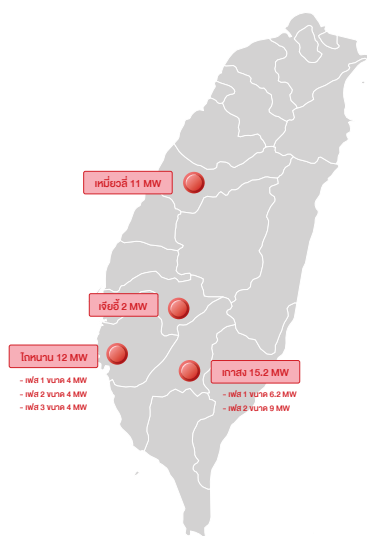 เหมี่ยวลี่ 11 MW
เจียอี้ 2 MW
ไถหนาน 12 MW
- เฟส 1 ขนาด 4 MW
- เฟส 2 ขนาด 4 MW
- เฟส 3 ขนาด 4 MW
เกาสง 15.2 MW
- เฟส 1 ขนาด 6.2 MW
- เฟส 2 ขนาด 9 MW